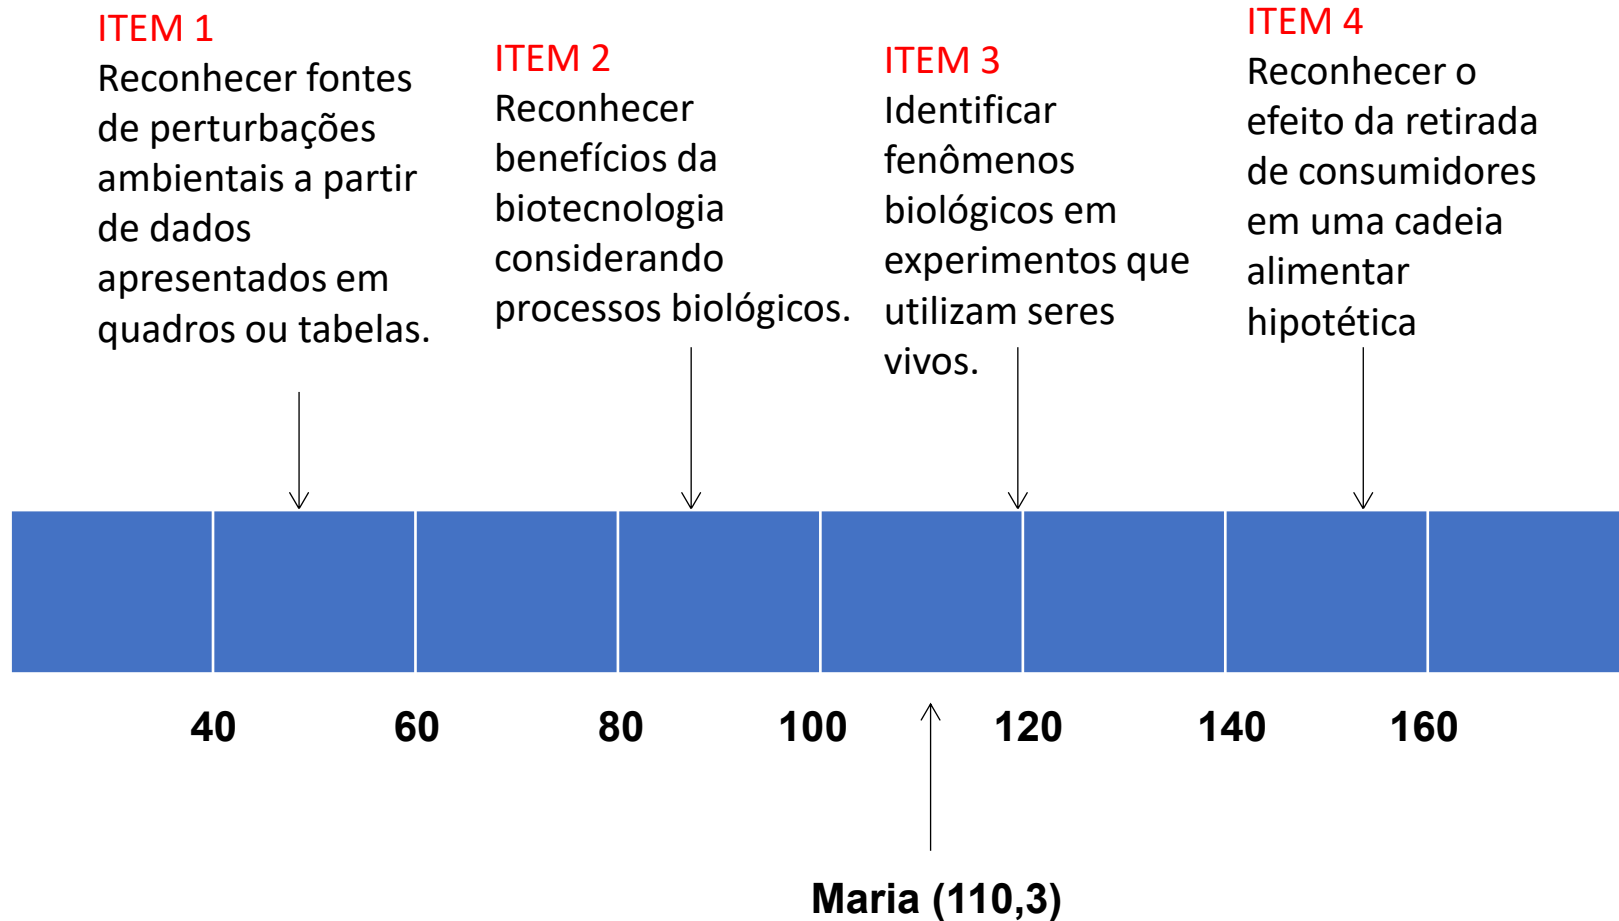 ITEM 1
Reconhecer fontes
de perturbações
ambientais a partir
de dados
apresentados em
quadros ou tabelas.
ITEM 2
Reconhecer
benefícios da
biotecnologia
considerando
processos biológicos.
ITEM 3
Identificar
fenômenos
biológicos em
experimentos que
utilizam seres
vivos.
ITEM 4
Reconhecer o
efeito da retirada
de consumidores
em uma cadeia
alimentar
hipotética
40 60 80 100 120 140 160
Maria (110,3)